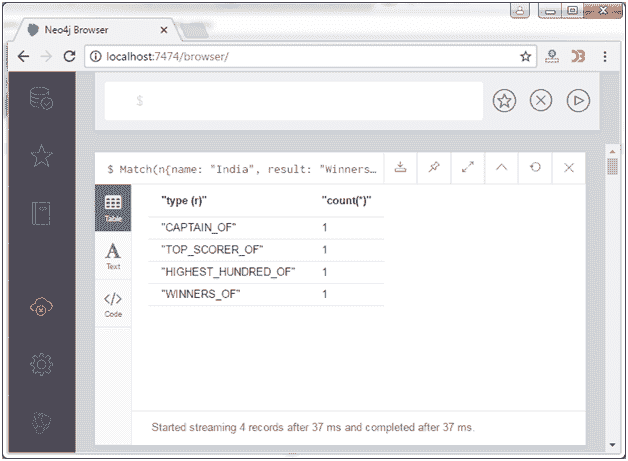 Neo4j Browser
localhost:7474/browser/
$
$ Match(n{name: "India", result: "Winners…
Table
"type (r)" "count(*)"
"CAPTAIN_OF" 1
"TOP_SCORER_OF" 1
"HIGHEST_HUNDRED_OF" 1
"WINNERS_OF" 1
A
Text
</>
Code
Started streaming 4 records after 37 ms and completed after 37 ms.